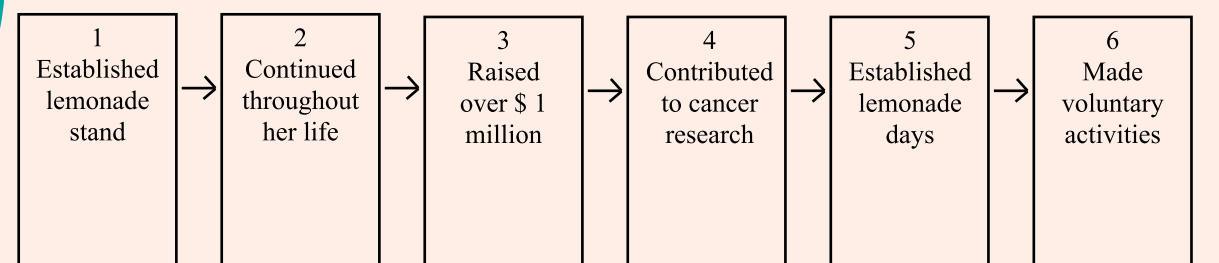 1
Established
lemonade
stand
2
Continued
throughout
her life
3
Raised
over $ 1
million
4
Contributed
to cancer
research
5
Established
lemonade
days
6
Made
voluntary
activities